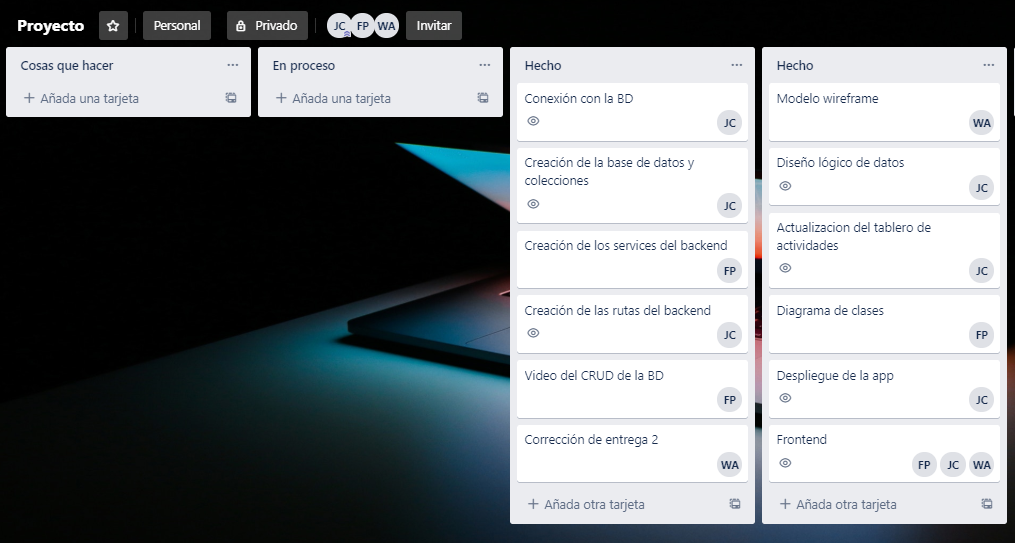 Proyecto
Personal
Privado
JC FP WA
Invitar
Cosas que hacer
Añada una tarjeta
En proceso
Añada una tarjeta
Hecho
Conexión con la BD
JC
Creación de la base de datos y
colecciones
JC
Creación de los services del backend
FP
Creación de las rutas del backend
JC
Video del CRUD de la BD
FP
Corrección de entrega 2
WA
Añada otra tarjeta
Hecho
Modelo wireframe
WA
Diseño lógico de datos
JC
Actualizacion del tablero de
actividades
JC
Diagrama de clases
FP
Despliegue de la app
JC
Frontend
FP JC WA
Añada otra tarjeta